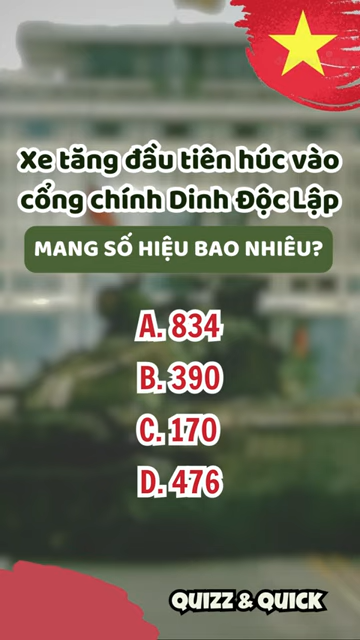 Xe tăng đầu tiên húc vào
cổng chính Dinh Độc Lập
MANG SỐ HIỆU BAO NHIÊU?
A. 834
B. 390
C. 170
D. 476
QUIZZ & QUICK